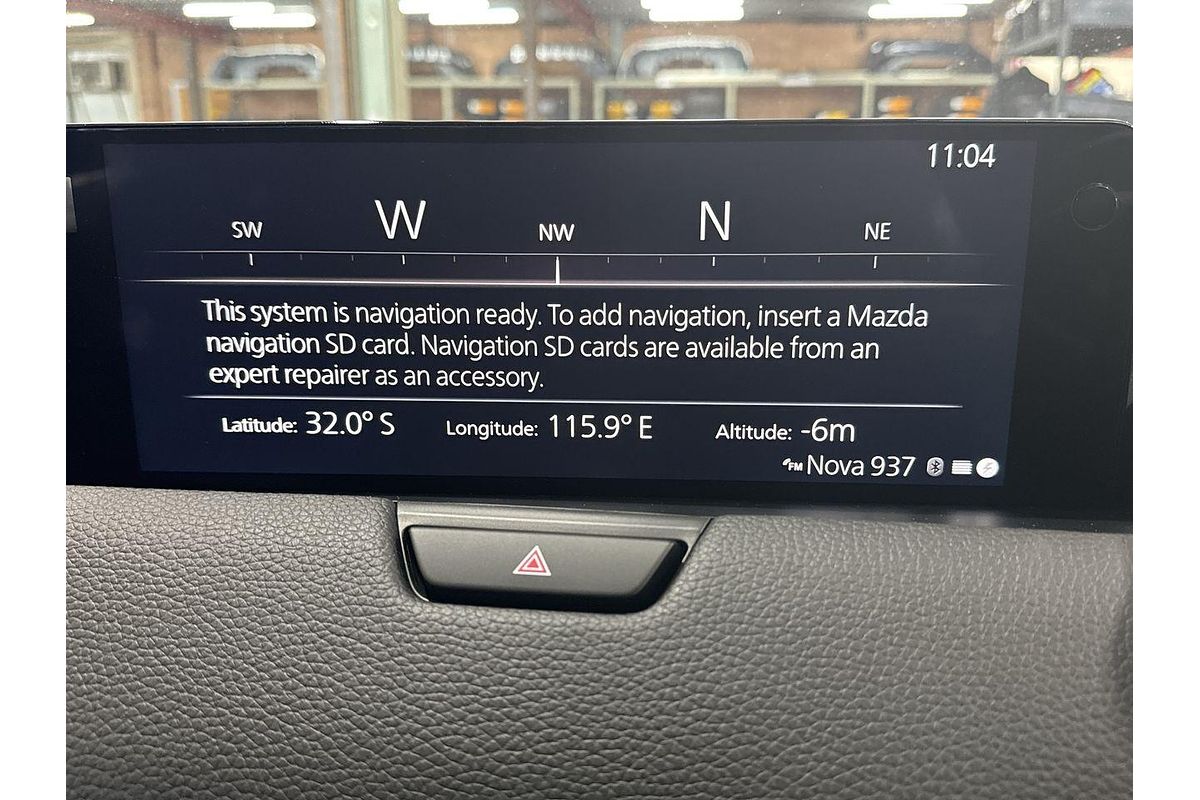 11:04
SW W NW N NE
This system is navigation ready. To add navigation, insert a Mazda
navigation SD card. Navigation SD cards are available from an
expert repairer as an accessory.
Latitude: 32.0° S Longitude: 115.9° E Altitude: -6m
FM Nova 937